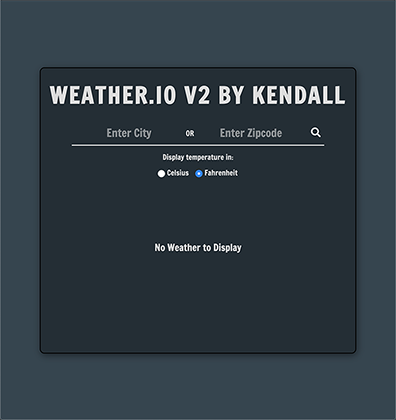 WEATHER.IO V2 BY KENDALL
Enter City OR Enter Zipcode
Display temperature in:
Celsius Fahrenheit
No Weather to Display